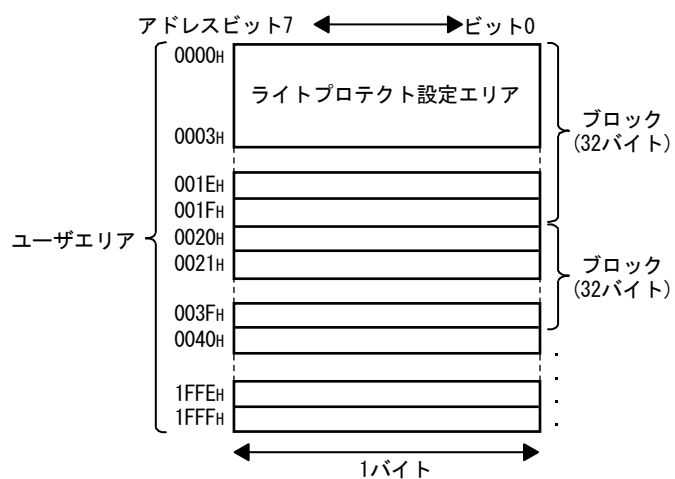 アドレスビット7 ビット0
0000H
ライトプロテクト設定エリア
0003H
ブロック
(32バイト)
001EH
001FH
ユーザエリア
0020H
0021H
ブロック
(32バイト)
003FH
0040H
1FFEH
1FFFH
1バイト